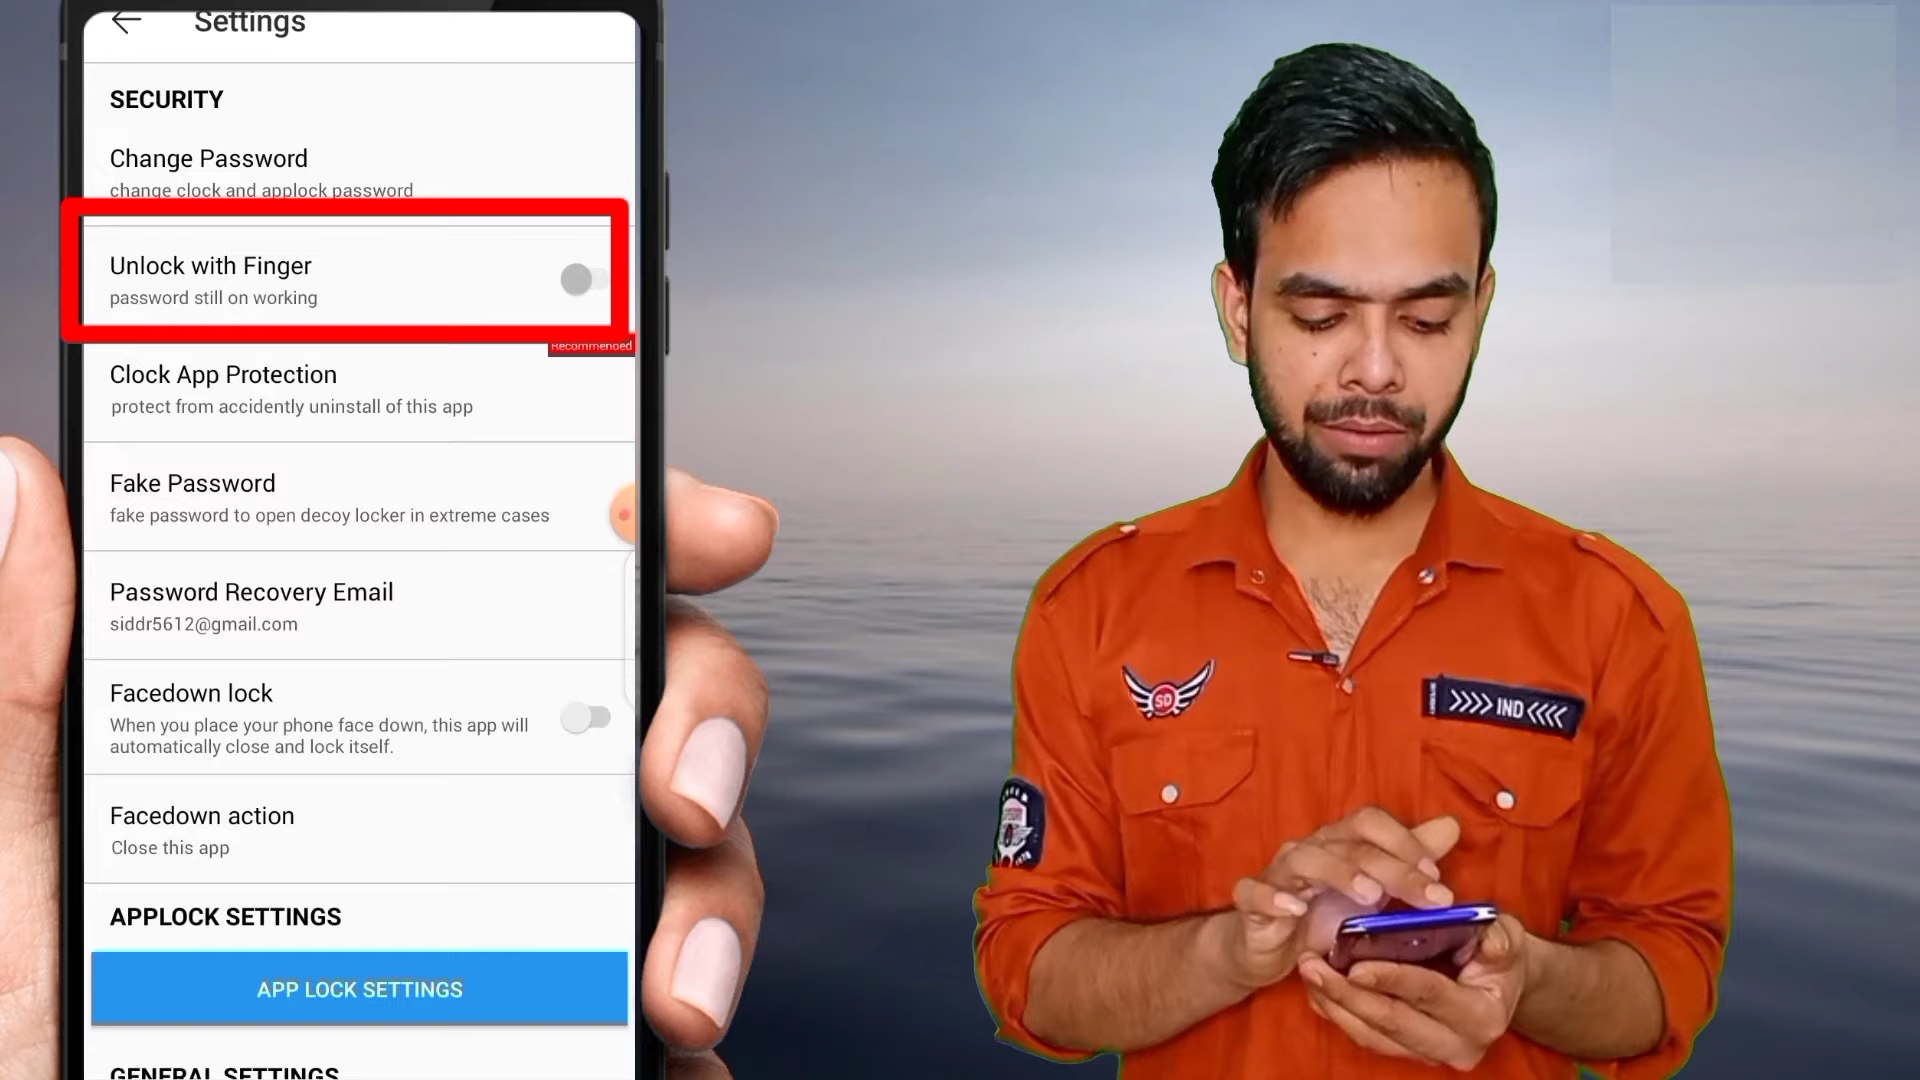 Settings
SECURITY
Change Password
change clock and applock password
Unlock with Finger
password still on working
Recommended
Clock App Protection
protect from accidently uninstall of this app
Fake Password
fake password to open decoy locker in extreme cases
Password Recovery Email
siddr5612@gmail.com
Facedown lock
When you place your phone face down, this app will
automatically close and lock itself.
Facedown action
Close this app
APPLOCK SETTINGS
APP LOCK SETTINGS
GENERAL SETTINGS
SD
IND